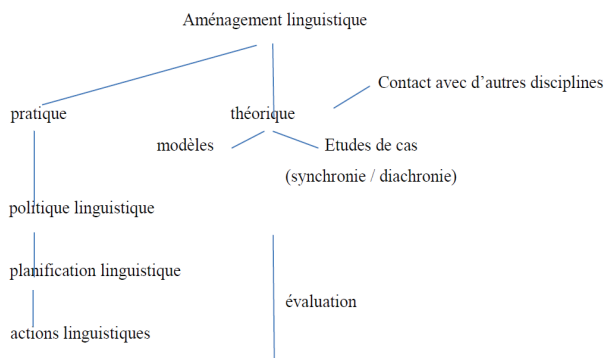 Aménagement linguistique
Contact avec d'autres disciplines
pratique
théorique
modèles
Etudes de cas
(synchronie / diachronie)
politique linguistique
planification linguistique
évaluation
actions linguistiques